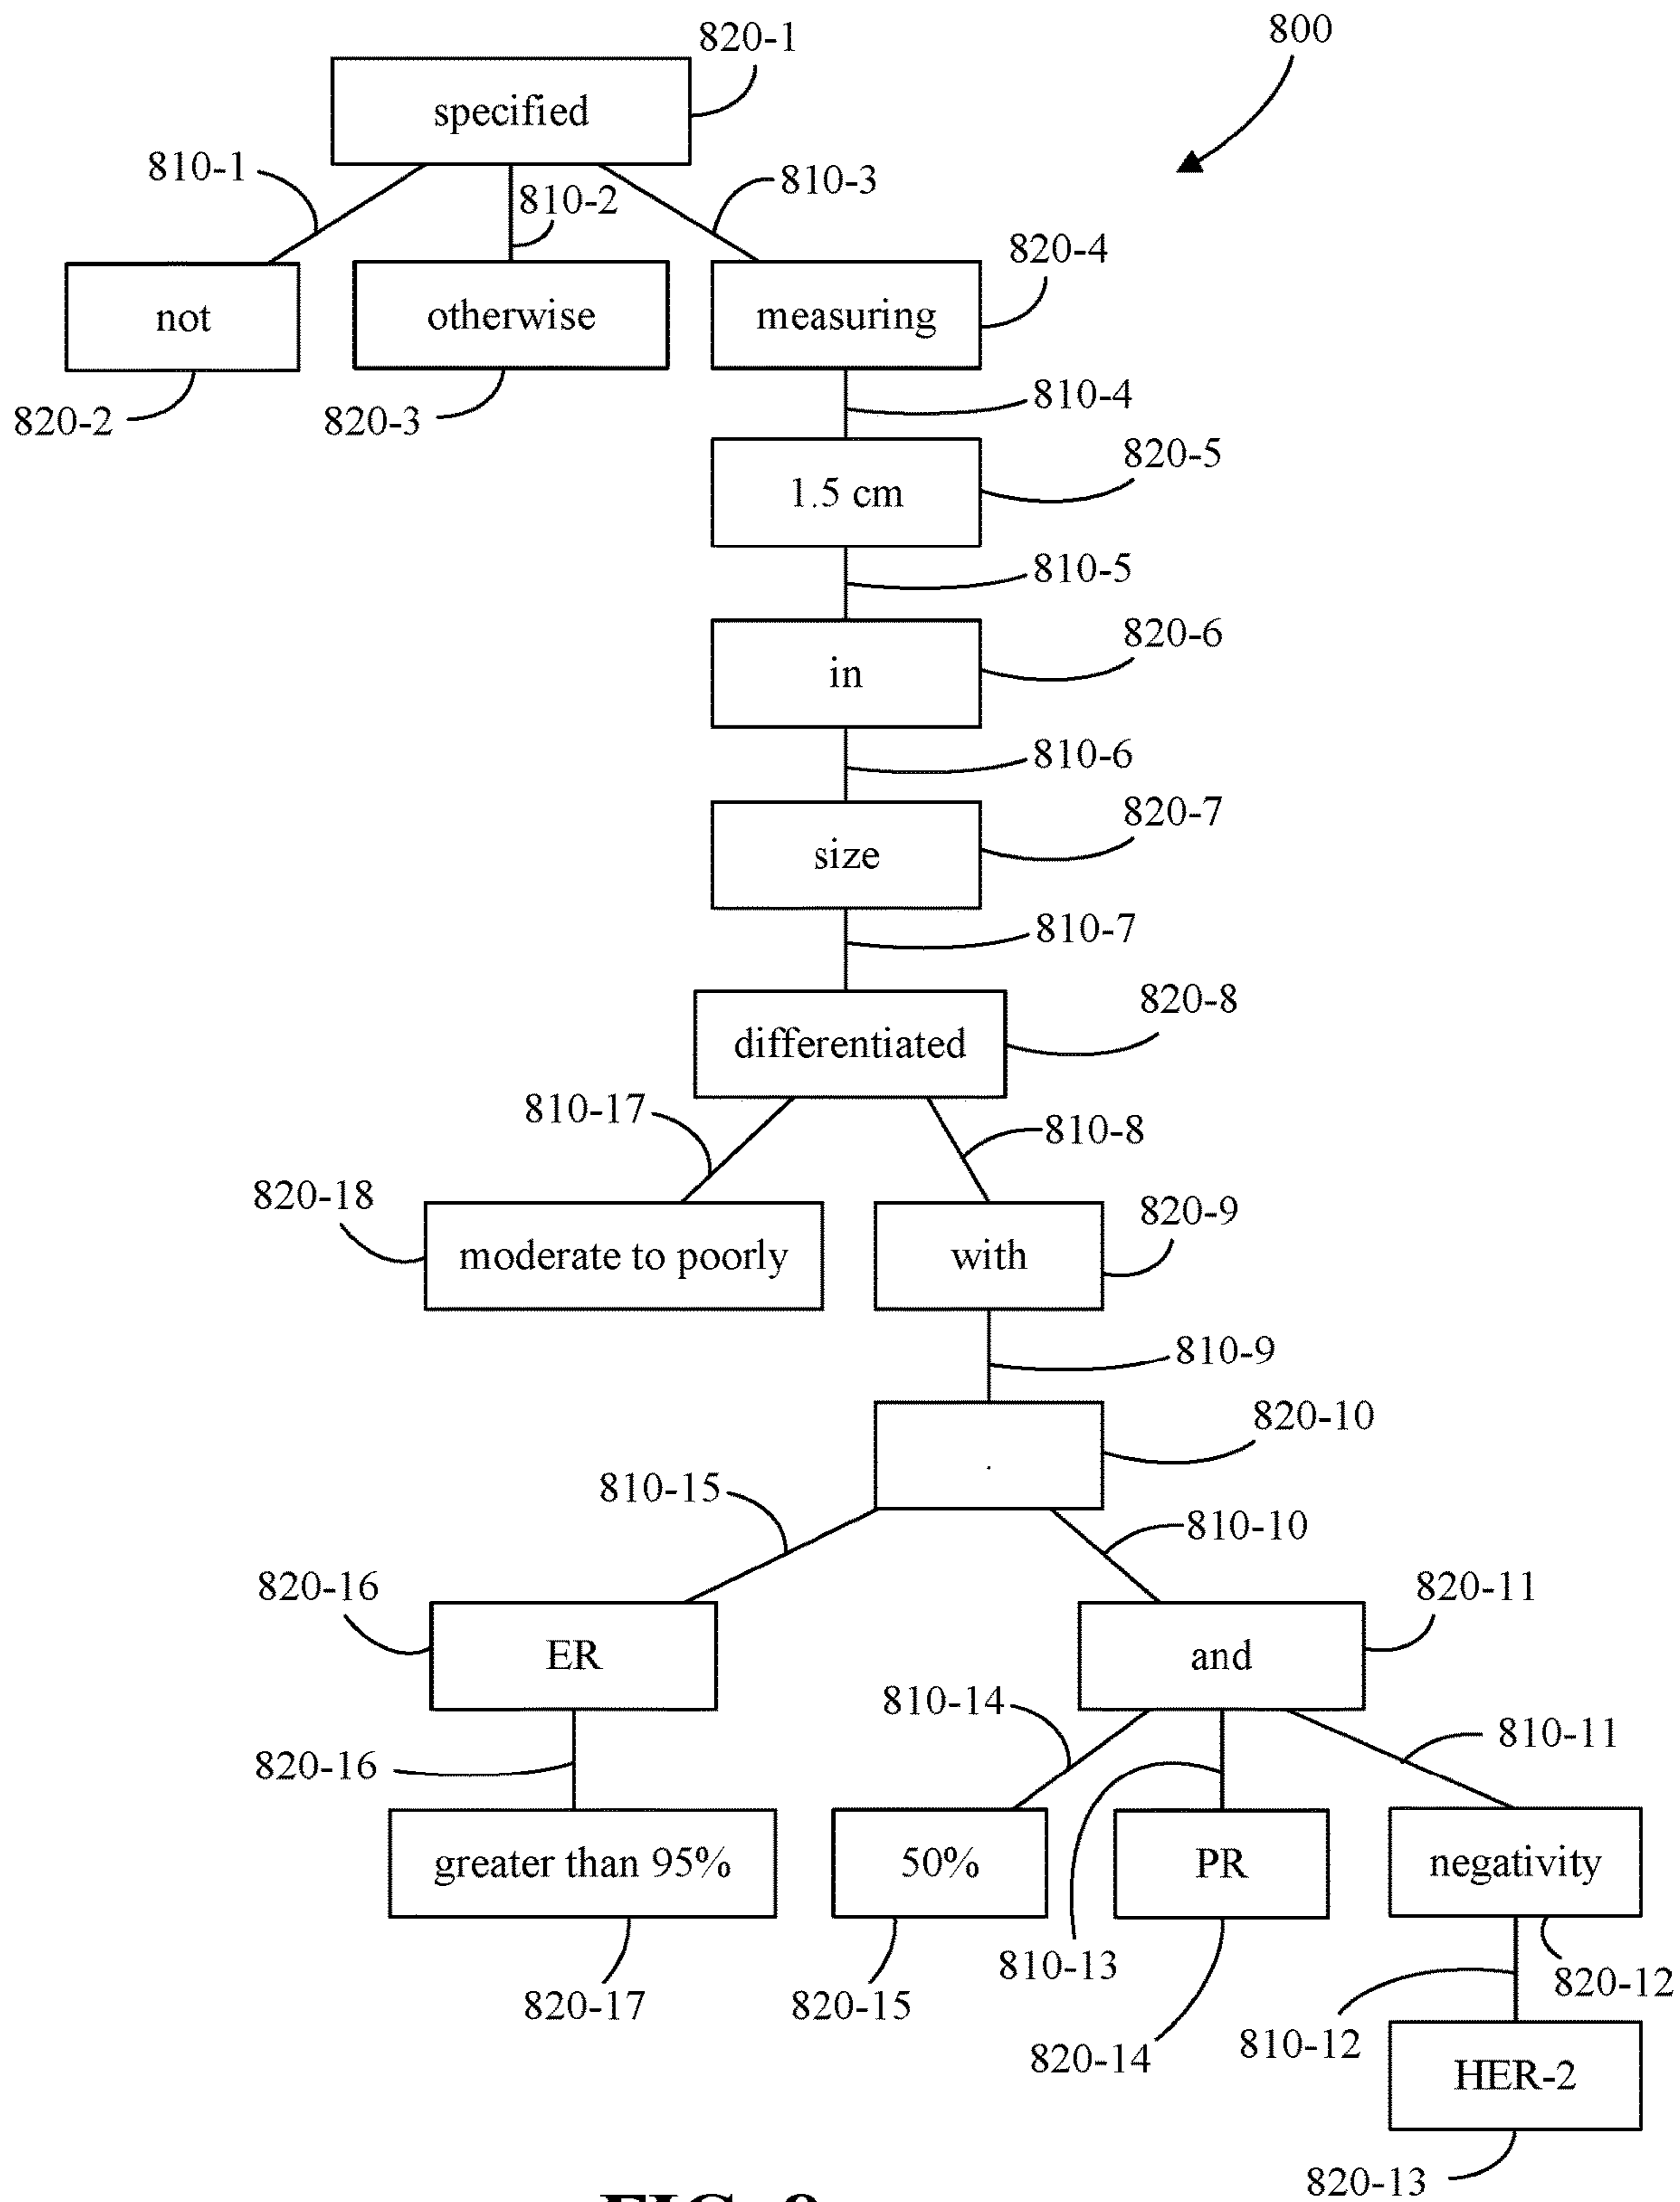 820-1
800
specified
810-1
810-2
810-3
820-4
not
otherwise
measuring
820-2
820-3
810-4
820-5
1.5 cm
810-5
820-6
in
810-6
820-7
size
810-7
820-8
differentiated
810-17
810-8
820-18
820-9
moderate to poorly
with
810-9
820-10
.
810-15
810-10
820-16
820-11
ER
and
810-14
810-11
820-16
greater than 95%
50%
PR
negativity
810-13
820-12
820-17
820-15
810-12
820-14
HER-2
820-13